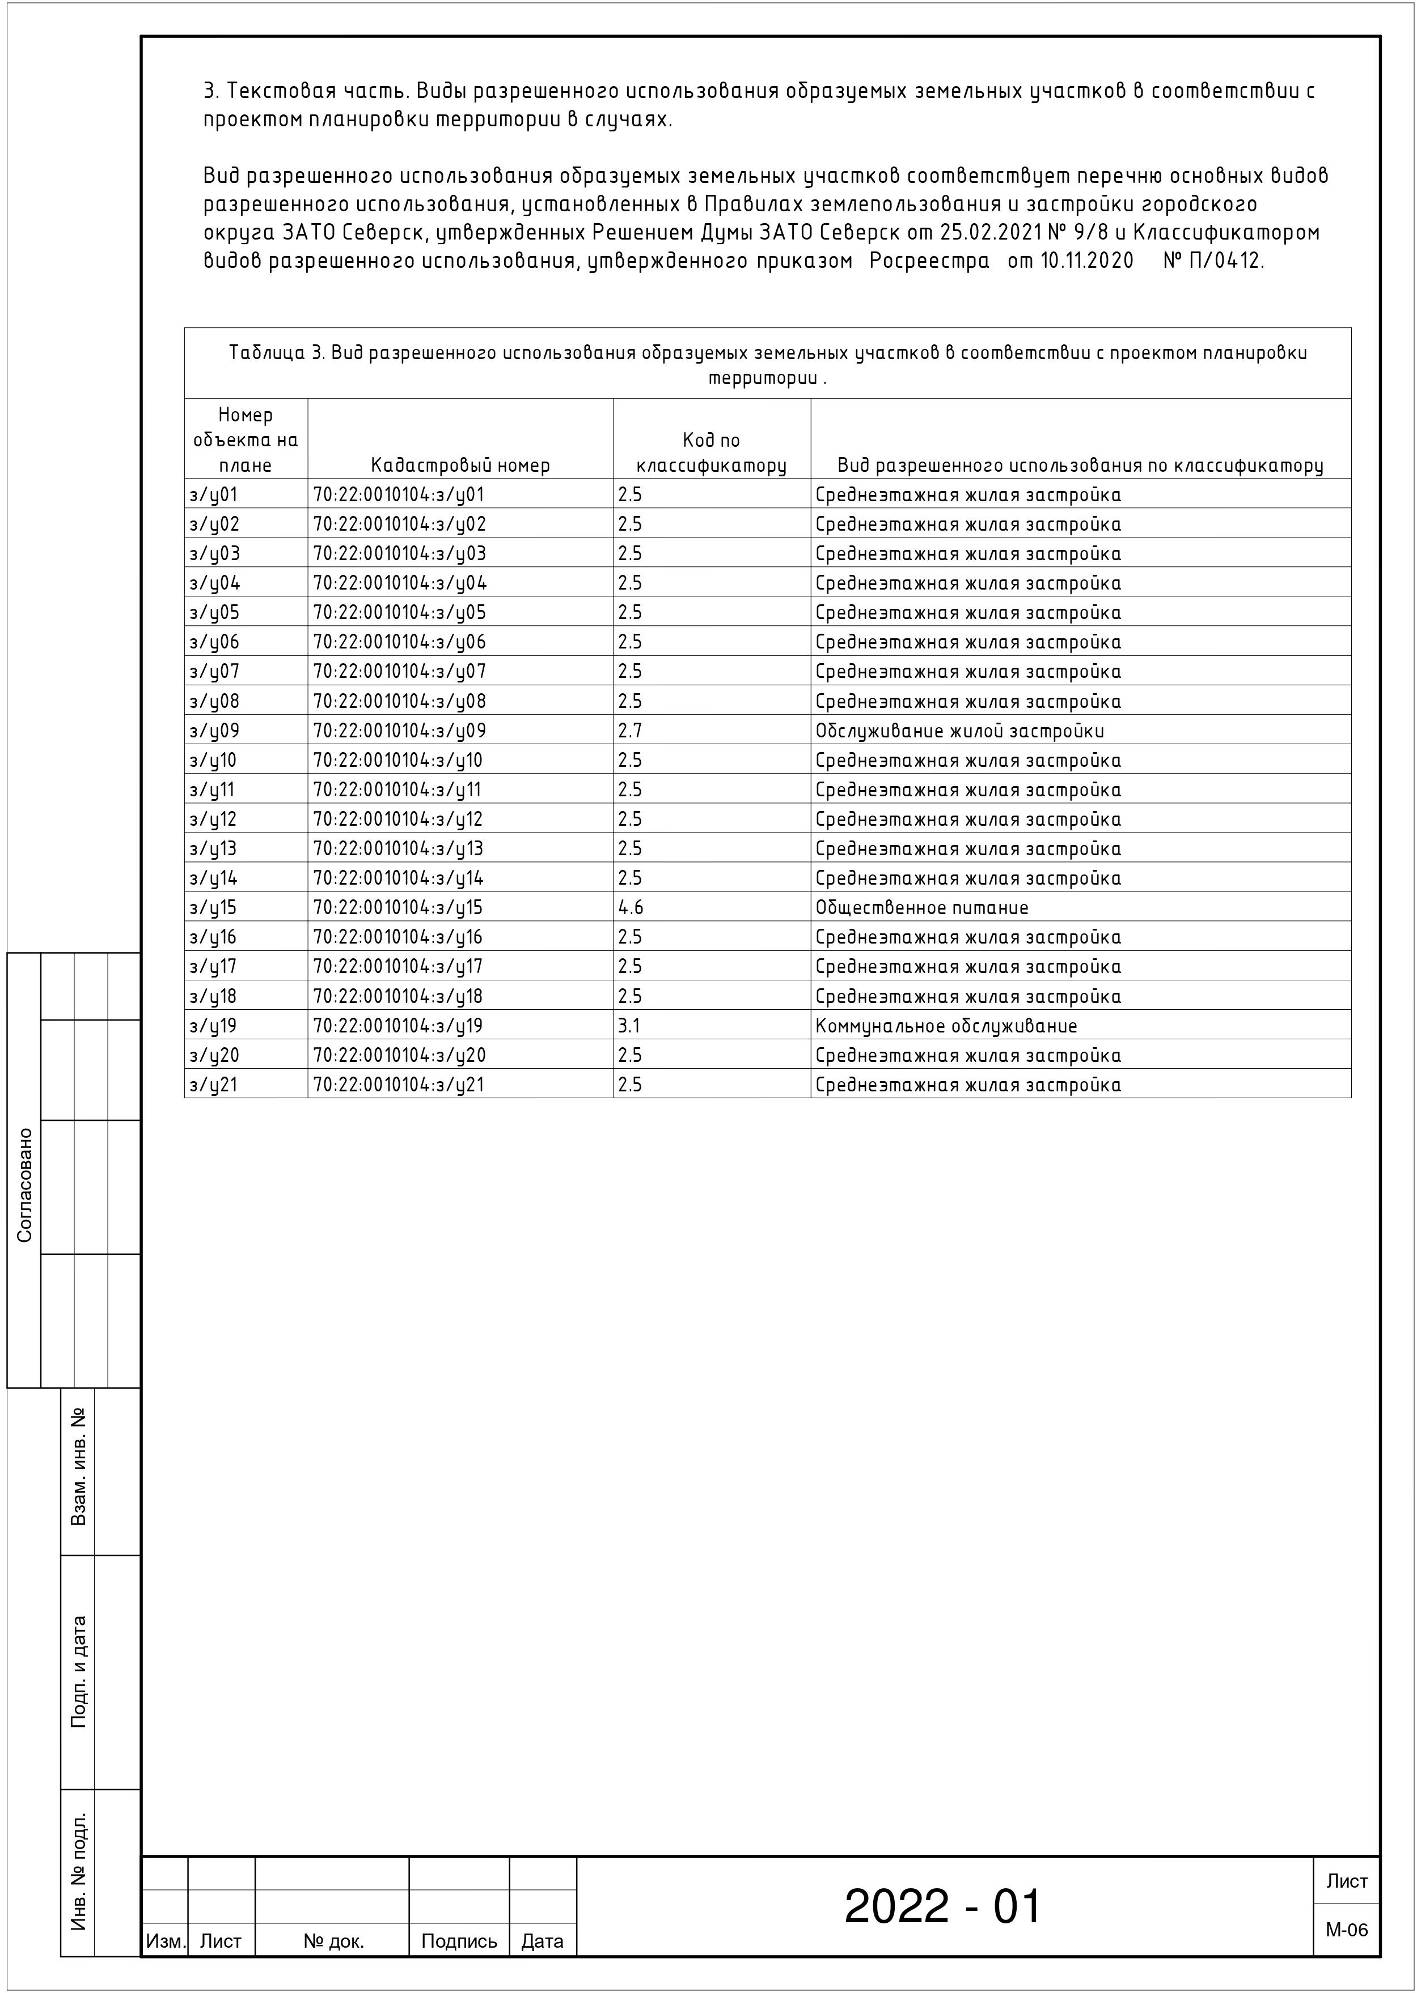 3. Текстовая часть. Виды разрешенного использования образуемых земельных участков в соответствии с
проектом планировки территории в случаях.
Вид разрешенного использования образуемых земельных участков соответствует перечню основных видов
разрешенного использования, установленных в Правилах землепользования и застройки городского
округа ЗАТО Северск, утвержденных Решением Думы ЗАТО Северск от 25.02.2021 № 9/8 и Классификатором
видов разрешенного использования, утвержденного приказом Росреестра от 10.11.2020 № П/0412.
Таблица 3. Вид разрешенного использования образуемых земельных участков в соответствии с проектом планировки
территории .
Номер
объекта на
плане
Кадастровый номер
Код по
классификатору
Вид разрешенного использования по классификатору
з/у01 70:22:0010104:з/у01 2.5 Среднеэтажная жилая застройка
з/у02 70:22:0010104:з/у02 2.5 Среднеэтажная жилая застройка
з/у03 70:22:0010104:з/у03 2.5 Среднеэтажная жилая застройка
з/у04 70:22:0010104:з/у04 2.5 Среднеэтажная жилая застройка
з/у05 70:22:0010104:з/у05 2.5 Среднеэтажная жилая застройка
з/у06 70:22:0010104:з/у06 2.5 Среднеэтажная жилая застройка
з/у07 70:22:0010104:з/у07 2.5 Среднеэтажная жилая застройка
з/у08 70:22:0010104:з/у08 2.5 Среднеэтажная жилая застройка
з/у09 70:22:0010104:з/у09 2.7 Обслуживание жилой застройки
з/у10 70:22:0010104:з/у10 2.5 Среднеэтажная жилая застройка
з/у11 70:22:0010104:з/у11 2.5 Среднеэтажная жилая застройка
з/у12 70:22:0010104:з/у12 2.5 Среднеэтажная жилая застройка
з/у13 70:22:0010104:з/у13 2.5 Среднеэтажная жилая застройка
з/у14 70:22:0010104:з/у14 2.5 Среднеэтажная жилая застройка
з/у15 70:22:0010104:з/у15 4.6 Общественное питание
з/у16 70:22:0010104:з/у16 2.5 Среднеэтажная жилая застройка
з/у17 70:22:0010104:з/у17 2.5 Среднеэтажная жилая застройка
з/у18 70:22:0010104:з/у18 2.5 Среднеэтажная жилая застройка
з/у19 70:22:0010104:з/у19 3.1 Коммунальное обслуживание
з/у20 70:22:0010104:з/у20 2.5 Среднеэтажная жилая застройка
з/у21 70:22:0010104:з/у21 2.5 Среднеэтажная жилая застройка
Согласовано
Взам. инв. №
Подп. и дата
Инв. № подл.
Изм. Лист № док. Подпись Дата
2022 - 01
Лист
М-06